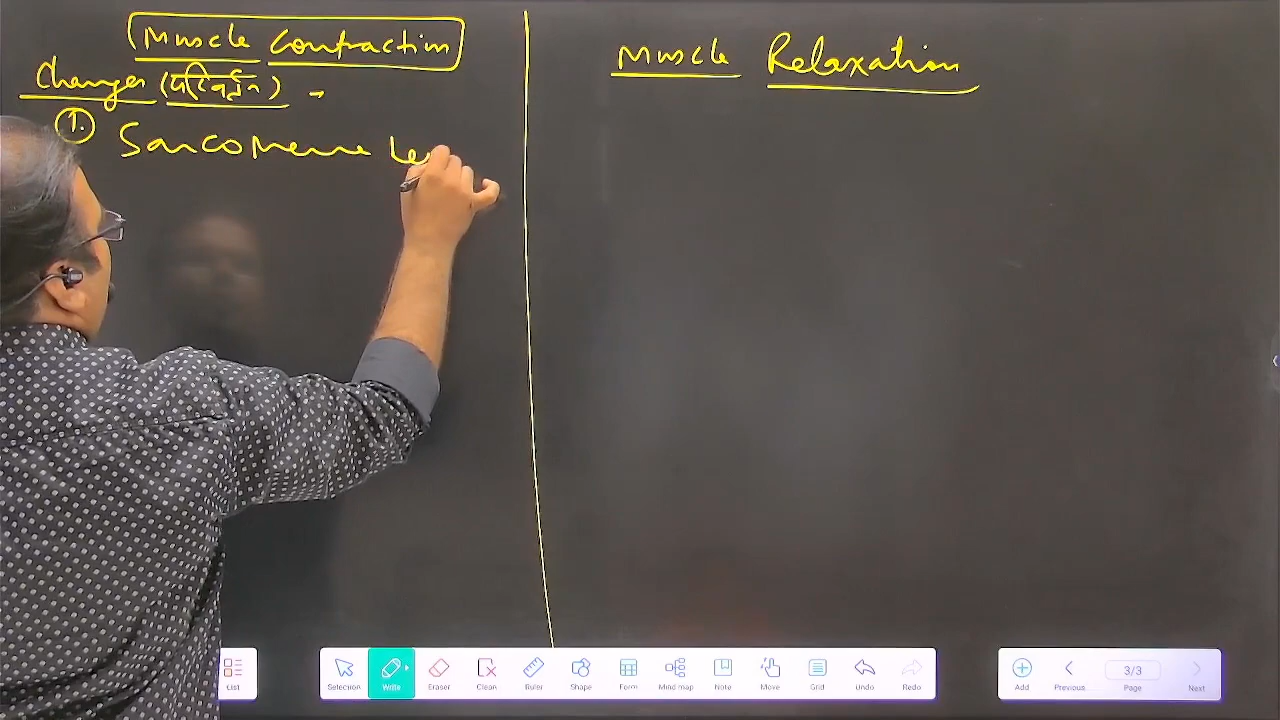 Muscle Contraction
Changes (परिवर्तन) -
1. Sarcomere Le
Muscle Relaxation
List
Selection
Write
Eraser
Clean
Ruler
Shape
Form
Mind map
Note
Move
Grid
Undo
Redo
Add
Previous
3/3
Page
Next